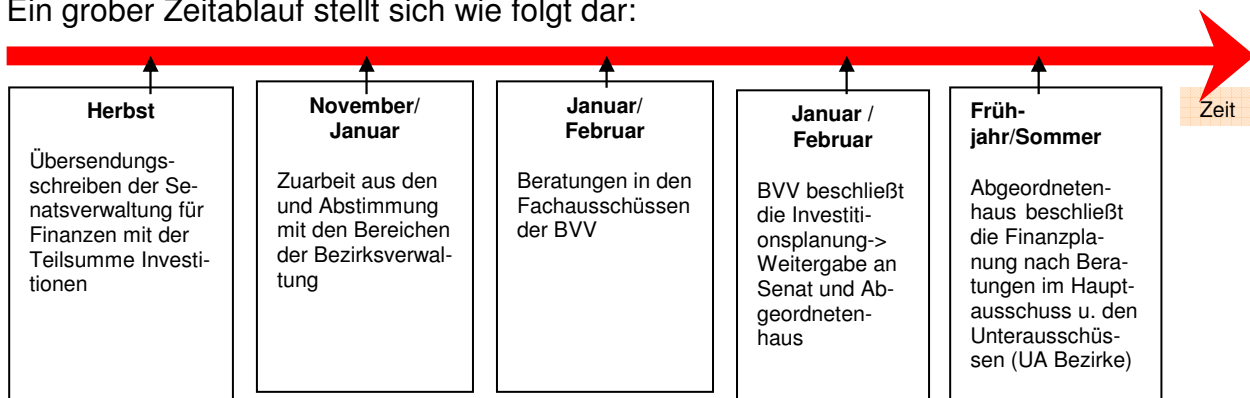 Ein grober Zeitablauf stellt sich wie folgt dar:
Herbst
Übersendungs-
schreiben der Se-
natsverwaltung für
Finanzen mit der
Teilsumme Investi-
tionen
November/
Januar
Zuarbeit aus den
und Abstimmung
mit den Bereichen
der Bezirksverwal-
tung
Januar/
Februar
Beratungen in den
Fachausschüssen
der BVV
Januar /
Februar
BVV beschließt
die Investiti-
onsplanung->
Weitergabe an
Senat und Ab-
geordneten-
haus
Früh-
jahr/Sommer
Abgeordneten-
haus beschließt
die Finanzpla-
nung nach Bera-
tungen im Haupt-
ausschuss u. den
Unterausschüs-
sen (UA Bezirke)
Zeit